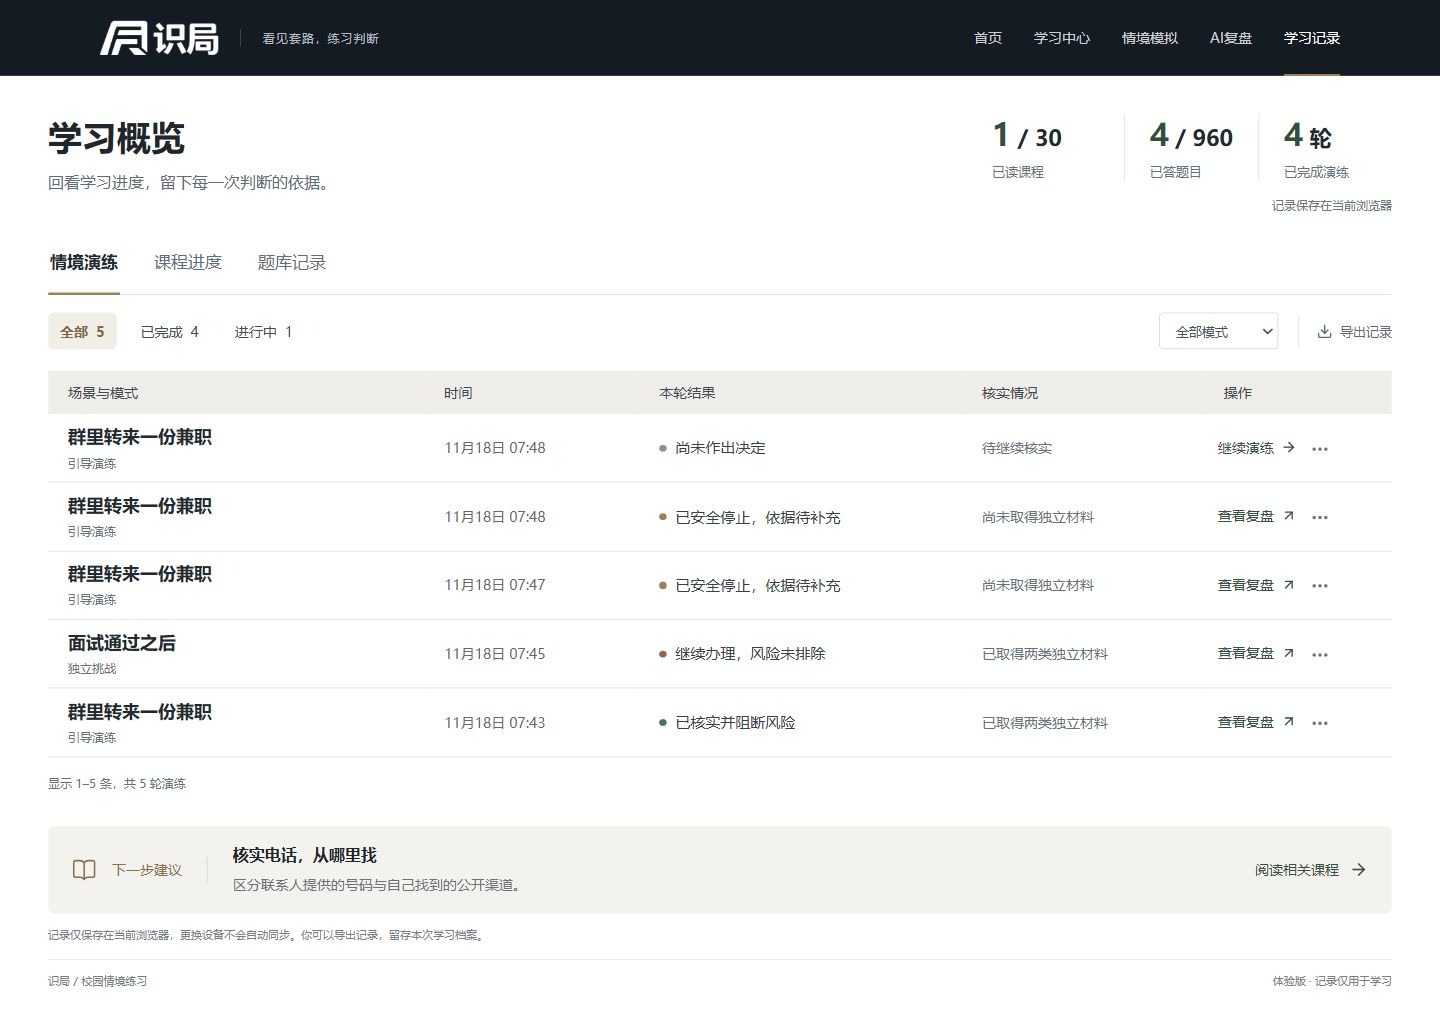 识局
看见套路，练习判断
首页 学习中心 情境模拟 AI复盘 学习记录
学习概览
回看学习进度，留下每一次判断的依据。
1 / 30 4 / 960 4 轮
已读课程 已答题目 已完成演练
记录保存在当前浏览器
情境演练 课程进度 题库记录
全部 5 已完成 4 进行中 1 全部模式 导出记录
场景与模式 时间 本轮结果 核实情况 操作
群里转来一份兼职
引导演练
11月18日 07:48 尚未作出决定 待继续核实 继续演练 →
群里转来一份兼职
引导演练
11月18日 07:48 已安全停止，依据待补充 尚未取得独立材料 查看复盘
群里转来一份兼职
引导演练
11月18日 07:47 已安全停止，依据待补充 尚未取得独立材料 查看复盘
面试通过之后
独立挑战
11月18日 07:45 继续办理，风险未排除 已取得两类独立材料 查看复盘
群里转来一份兼职
引导演练
11月18日 07:43 已核实并阻断风险 已取得两类独立材料 查看复盘
显示 1–5 条，共 5 轮演练
下一步建议
核实电话，从哪里找
区分联系人提供的号码与自己找到的公开渠道。
阅读相关课程 →
记录仅保存在当前浏览器，更换设备不会自动同步。你可以导出记录，留存本次学习档案。
识局 / 校园情境练习 体验版 · 记录仅用于学习